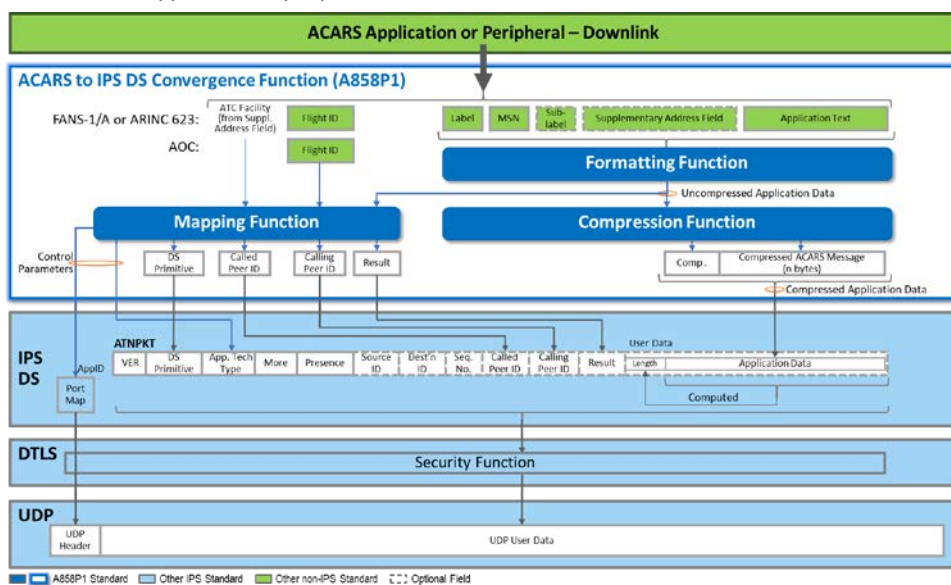 ACARS Application or Peripheral – Downlink
ACARS to IPS DS Convergence Function (A858P1)
FANS-1/A or ARINC 623:
ATC Facility
(from Suppl.
Address Field)
Flight ID
Label
MSN
Sub-
label
Supplementary Address Field
Application Text
AOC:
Flight ID
Formatting Function
Uncompressed Application Data
Mapping Function
Compression Function
Control
Parameters
DS
Primitive
Called
Peer ID
Calling
Peer ID
Result
Comp.
Compressed ACARS Message
(n bytes)
Compressed Application Data
IPS
DS
ATNPKT
User Data
VER
DS
Primitive
App. Tech
Type
More
Presence
Source
ID
Dest'n
ID
Seq.
No.
Called
Peer ID
Calling
Peer ID
Result
Length
Application Data
AppID
Port
Map
Computed
DTLS
Security Function
UDP
UDP
Header
UDP User Data
A858P1 Standard
Other IPS Standard
Other non-IPS Standard
Optional Field